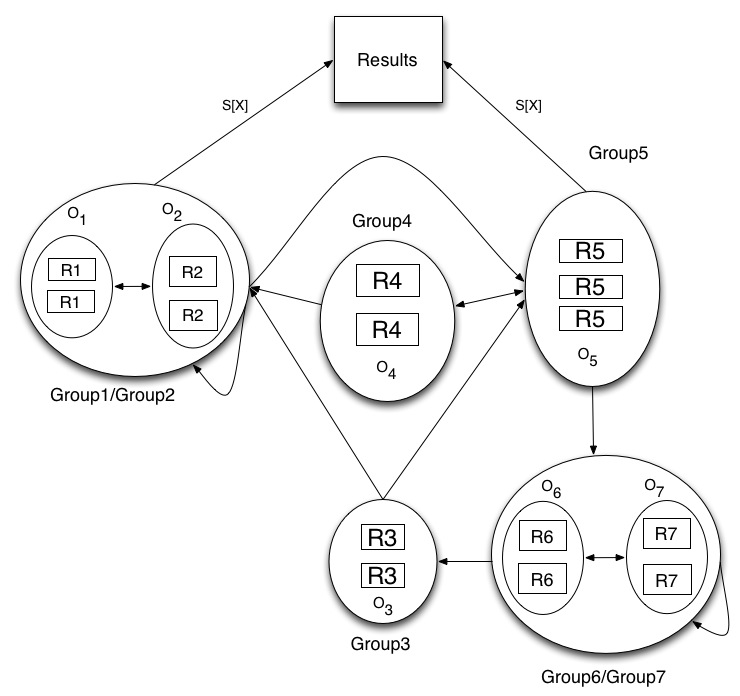 Results
S[X]
S[X]
Group5
O1
O2
R1
R1
R2
R2
Group1/Group2
Group4
R4
R4
O4
R5
R5
R5
O5
R3
R3
O3
Group3
O6
O7
R6
R6
R7
R7
Group6/Group7